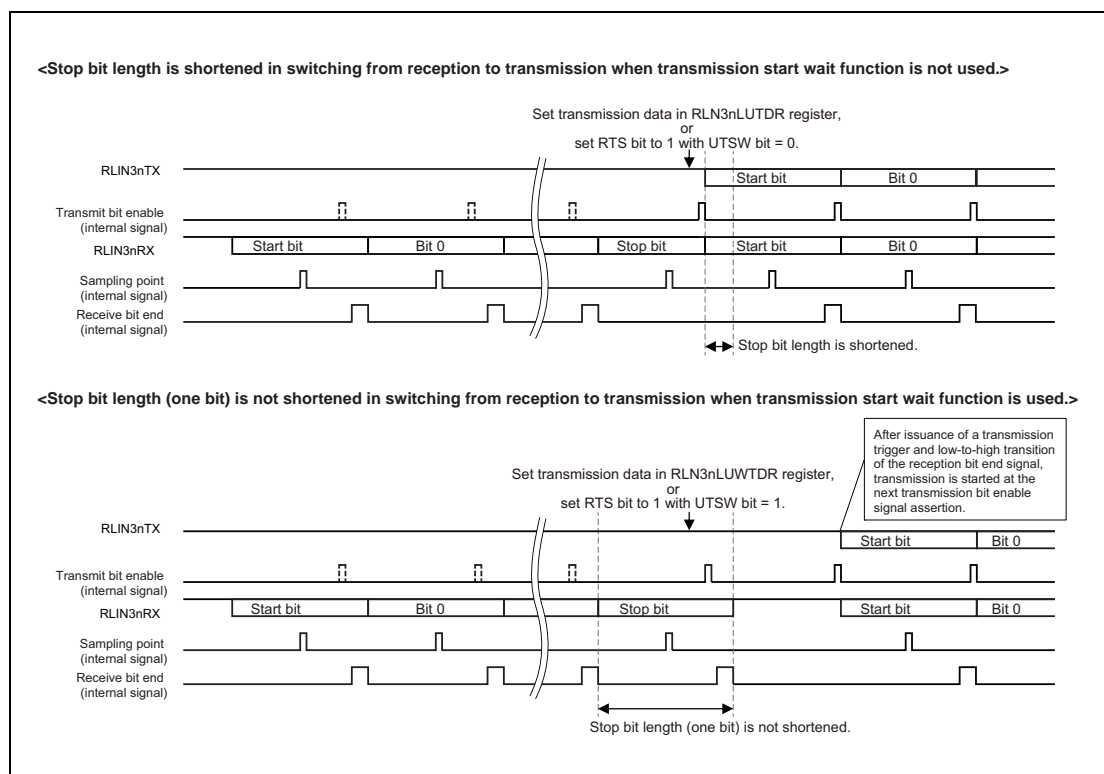 <Stop bit length is shortened in switching from reception to transmission when transmission start wait function is not used.>
Set transmission data in RLN3nLUTDR register,
or
set RTS bit to 1 with UTSW bit = 0.
RLIN3nTX
Start bit
Bit 0
Transmit bit enable
(internal signal)
RLIN3nRX
Start bit
Bit 0
Stop bit
Start bit
Bit 0
Sampling point
(internal signal)
Receive bit end
(internal signal)
Stop bit length is shortened.
<Stop bit length (one bit) is not shortened in switching from reception to transmission when transmission start wait function is used.>
After issuance of a transmission
trigger and low-to-high transition
of the reception bit end signal,
transmission is started at the
next transmission bit enable
signal assertion.
Set transmission data in RLN3nLUWTDR register,
or
set RTS bit to 1 with UTSW bit = 1.
RLIN3nTX
Start bit
Bit 0
Transmit bit enable
(internal signal)
RLIN3nRX
Start bit
Bit 0
Stop bit
Start bit
Bit 0
Sampling point
(internal signal)
Receive bit end
(internal signal)
Stop bit length (one bit) is not shortened.